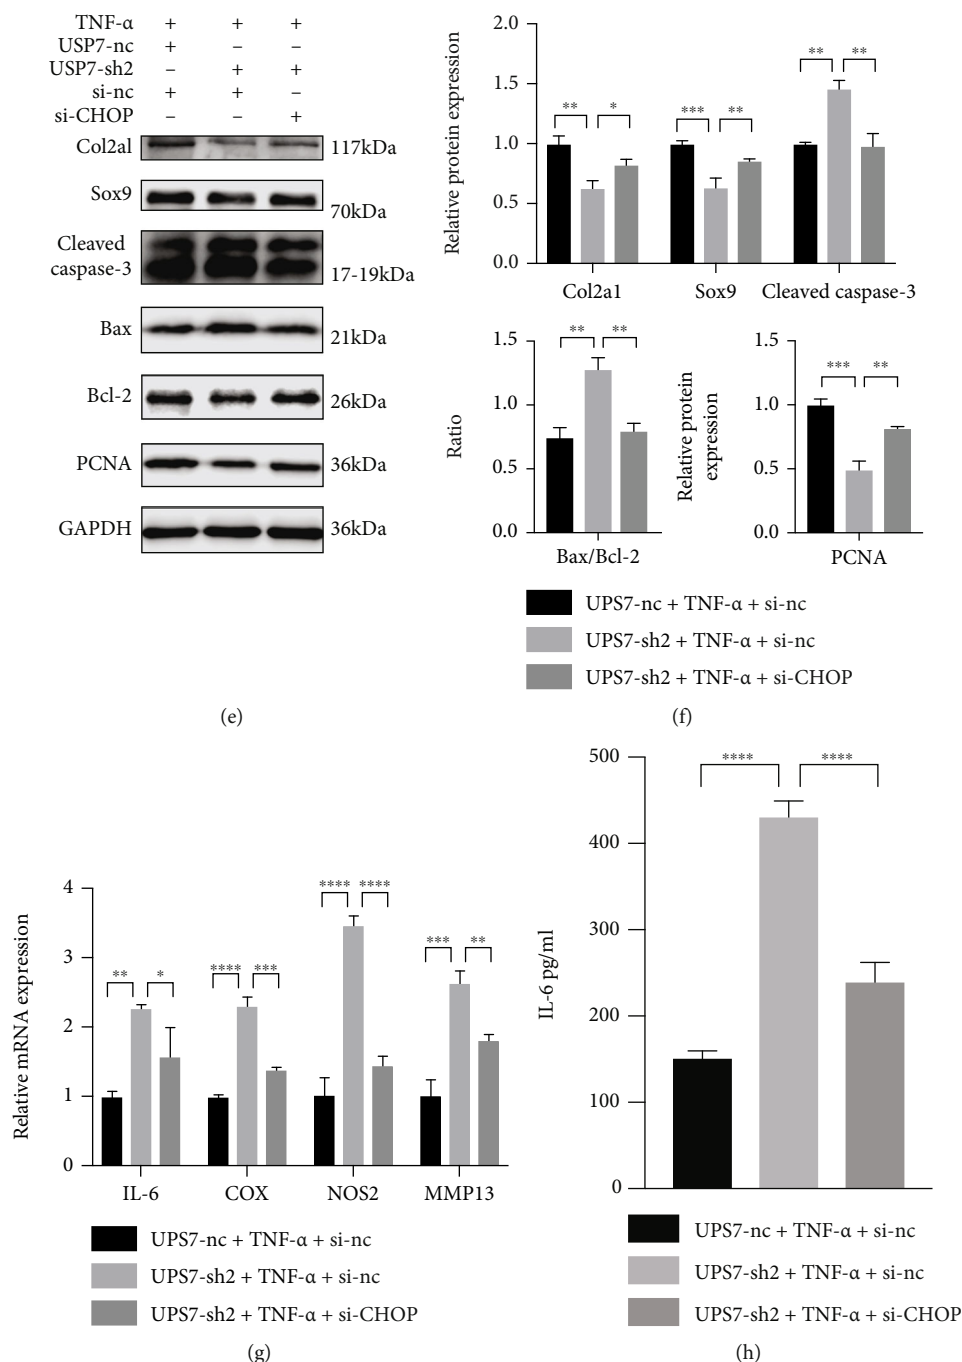 TNF-α + + +
USP7-nc + – –
USP7-sh2 – + +
si-nc + + –
si-CHOP – – +
Col2al 117kDa
Sox9 70kDa
Cleaved
caspase-3 17-19kDa
Bax 21kDa
Bcl-2 26kDa
PCNA 36kDa
GAPDH 36kDa
(e)
Relative protein expression
2.0
1.5
1.0
0.5
0.0
** *
*** **
** **
Col2a1 Sox9 Cleaved caspase-3
Ratio
1.5
1.0
0.5
0.0
** **
Bax/Bcl-2
Relative protein
expression
1.5
1.0
0.5
0.0
*** **
PCNA
UPS7-nc + TNF-α + si-nc
UPS7-sh2 + TNF-α + si-nc
UPS7-sh2 + TNF-α + si-CHOP
(f)
Relative mRNA expression
4
3
2
1
0
** *
**** ***
**** ****
*** **
IL-6 COX NOS2 MMP13
UPS7-nc + TNF-α + si-nc
UPS7-sh2 + TNF-α + si-nc
UPS7-sh2 + TNF-α + si-CHOP
(g)
IL-6 pg/ml
500
400
300
200
100
0
**** ****
UPS7-nc + TNF-α + si-nc
UPS7-sh2 + TNF-α + si-nc
UPS7-sh2 + TNF-α + si-CHOP
(h)